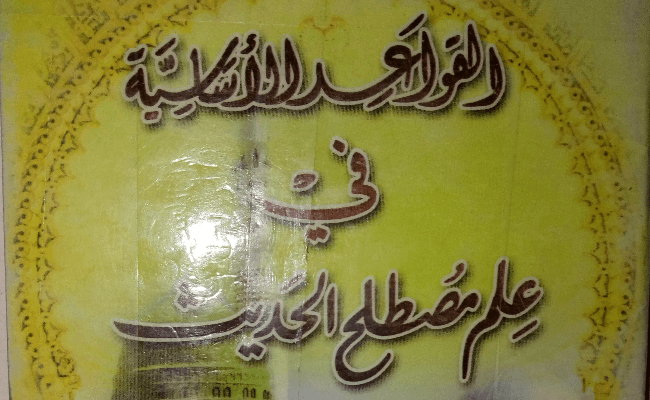 القواعد الأساسية
في
علم مصطلح الحديث